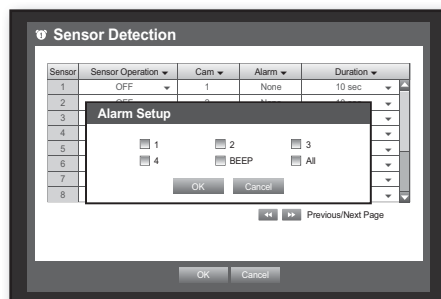 Sensor Detection
Sensor Sensor Operation Cam Alarm Duration
1 OFF 1 None 10 sec
2
3
4
5
6
7
8
Alarm Setup
1 2 3
4 BEEP All
OK Cancel
Previous/Next Page
OK Cancel